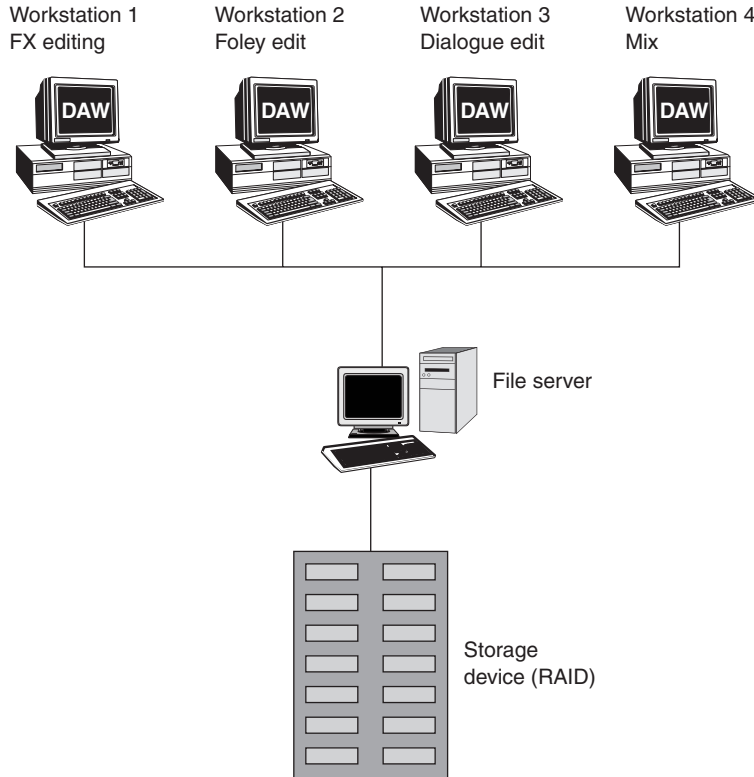 Workstation 1
FX editing
Workstation 2
Foley edit
Workstation 3
Dialogue edit
Workstation 4
Mix
DAW
DAW
DAW
DAW
File server
Storage
device (RAID)